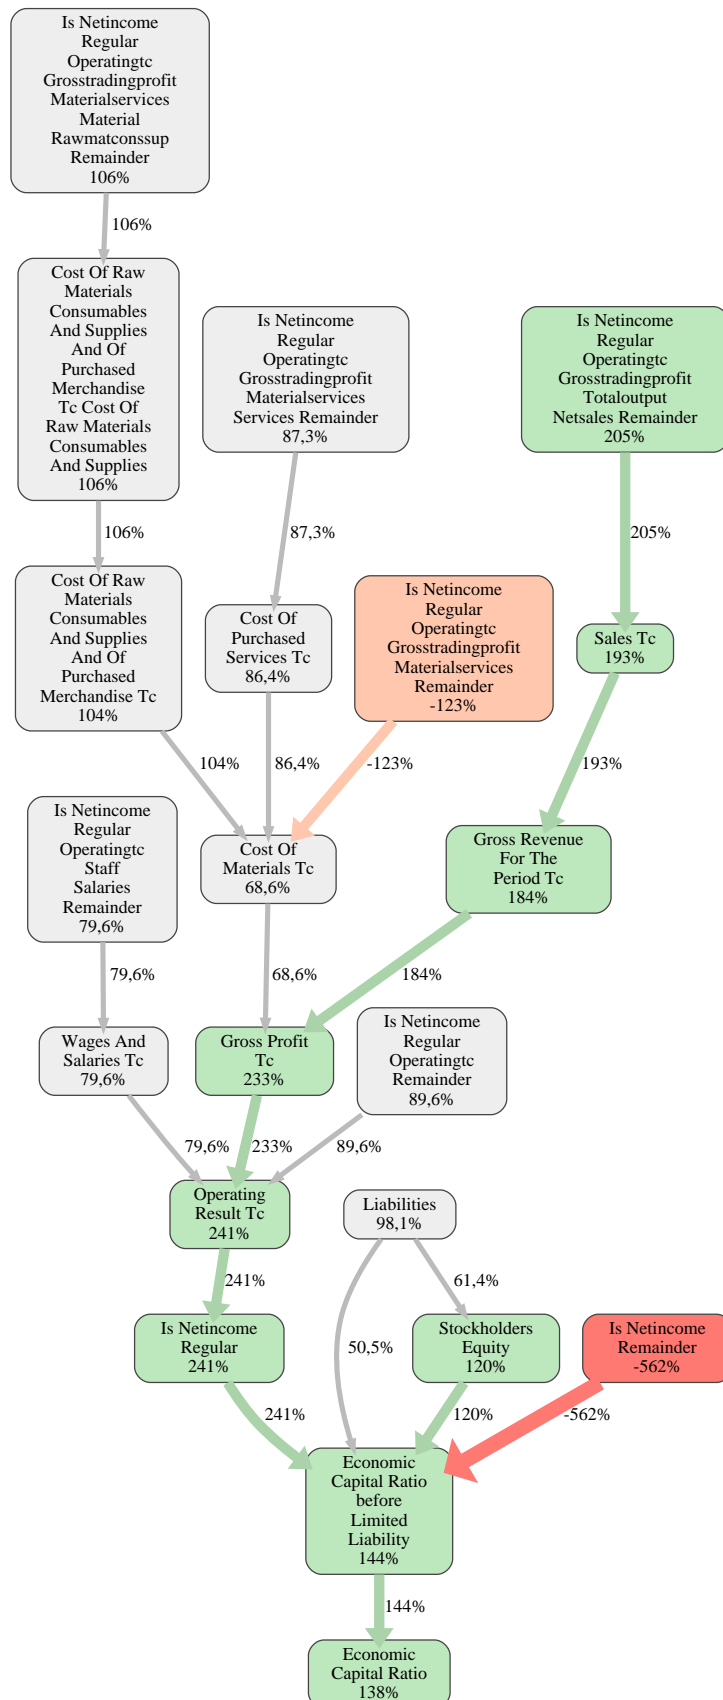 Is Netincome
Regular
Operatingtc
Grosstradingprofit
Materialservices
Material
Rawmatconssup
Remainder
106%
106%
Cost Of Raw
Materials
Consumables
And Supplies
And Of
Purchased
Merchandise
Tc Cost Of
Raw Materials
Consumables
And Supplies
106%
Is Netincome
Regular
Operatingtc
Grosstradingprofit
Materialservices
Services Remainder
87,3%
Is Netincome
Regular
Operatingtc
Grosstradingprofit
Totaloutput
Netsales Remainder
205%
106%
87,3%
205%
Cost Of Raw
Materials
Consumables
And Supplies
And Of
Purchased
Merchandise Tc
104%
Cost Of
Purchased
Services Tc
86,4%
Is Netincome
Regular
Operatingtc
Grosstradingprofit
Materialservices
Remainder
-123%
Sales Tc
193%
104%
86,4%
-123%
193%
Is Netincome
Regular
Operatingtc
Staff
Salaries
Remainder
79,6%
Cost Of
Materials Tc
68,6%
Gross Revenue
For The
Period Tc
184%
79,6%
68,6%
184%
Wages And
Salaries Tc
79,6%
Gross Profit
Tc
233%
Is Netincome
Regular
Operatingtc
Remainder
89,6%
79,6%
233%
89,6%
Operating
Result Tc
241%
Liabilities
98,1%
241%
61,4%
Is Netincome
Regular
241%
50,5%
Stockholders
Equity
120%
Is Netincome
Remainder
-562%
241%
120%
-562%
Economic
Capital Ratio
before
Limited
Liability
144%
144%
Economic
Capital Ratio
138%